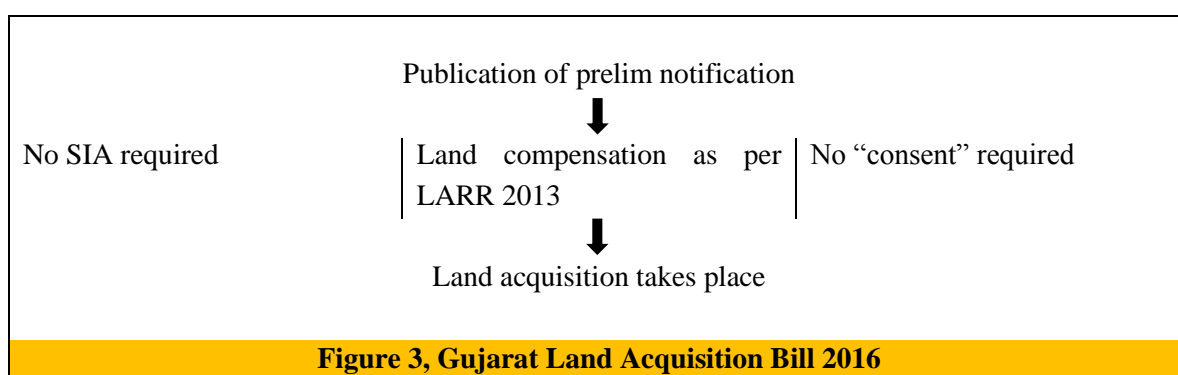 Publication of prelim notification
No SIA required
Land compensation as per
LARR 2013
No “consent” required
Land acquisition takes place
Figure 3, Gujarat Land Acquisition Bill 2016